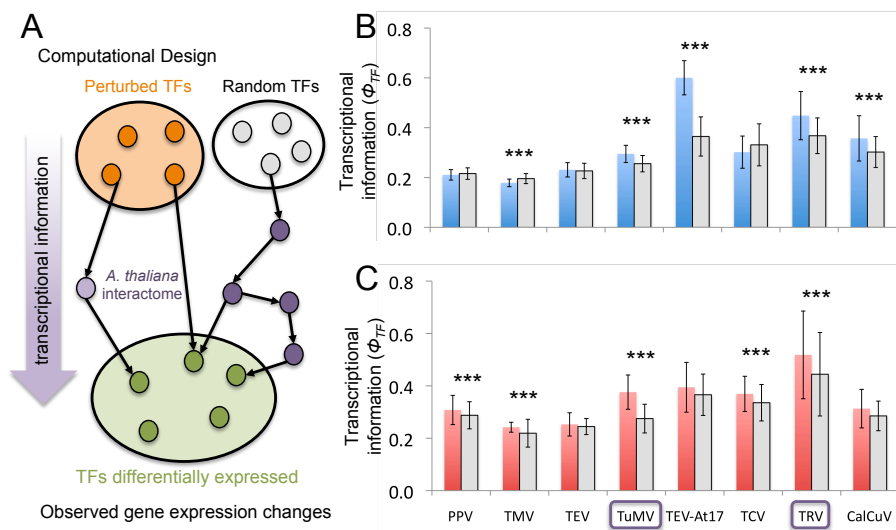 A
Computational Design
Perturbed TFs
Random TFs
transcriptional information
A. thaliana
interactome
TFs differentially expressed
Observed gene expression changes
B
Transcriptional
information (ΦTF)
0.8
0.6
0.4
0.2
0.0
***
***
***
***
***
C
Transcriptional
information (ΦTF)
0.8
0.6
0.4
0.2
0.0
***
***
***
***
***
PPV
TMV
TEV
TuMV
TEV-At17
TCV
TRV
CalCuV